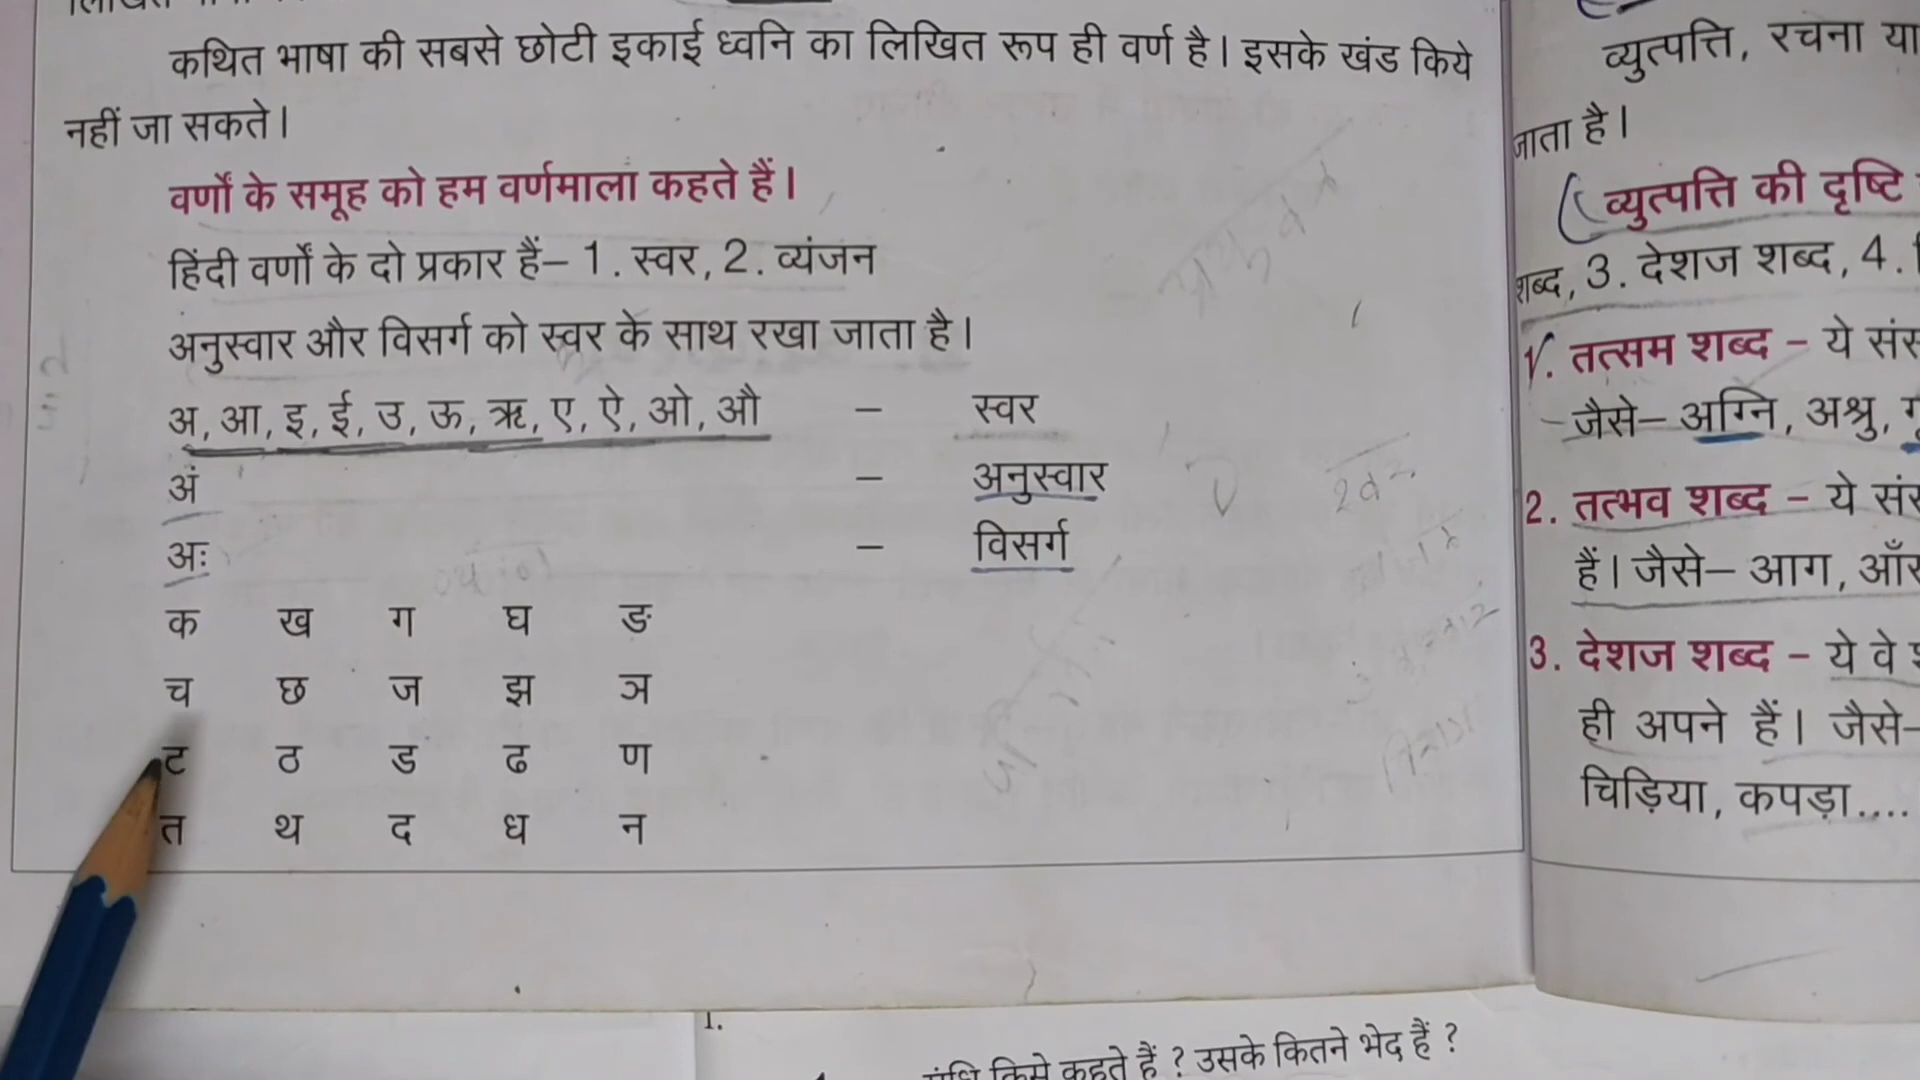 कथित भाषा की सबसे छोटी इकाई ध्वनि का लिखित रूप ही वर्ण है। इसके खंड किये
नहीं जा सकते।
वर्णों के समूह को हम वर्णमाला कहते हैं।
हिंदी वर्णों के दो प्रकार हैं– 1. स्वर, 2. व्यंजन
अनुस्वार और विसर्ग को स्वर के साथ रखा जाता है।
अ, आ, इ, ई, उ, ऊ, ऋ, ए, ऐ, ओ, औ – स्वर
अं – अनुस्वार
अः – विसर्ग
क ख ग घ ङ
च छ ज झ ञ
ट ठ ड ढ ण
त थ द ध न
व्युत्पत्ति, रचना या
जाता है।
व्युत्पत्ति की दृष्टि
शब्द, 3. देशज शब्द, 4.
1. तत्सम शब्द – ये
जैसे– अग्नि, अश्रु,
2. तत्भव शब्द – ये
हैं। जैसे– आग,
3. देशज शब्द – ये वे
ही अपने हैं। जैसे–
चिड़िया, कपड़ा....
1.
किसे कहते हैं ? उसके कितने भेद हैं ?